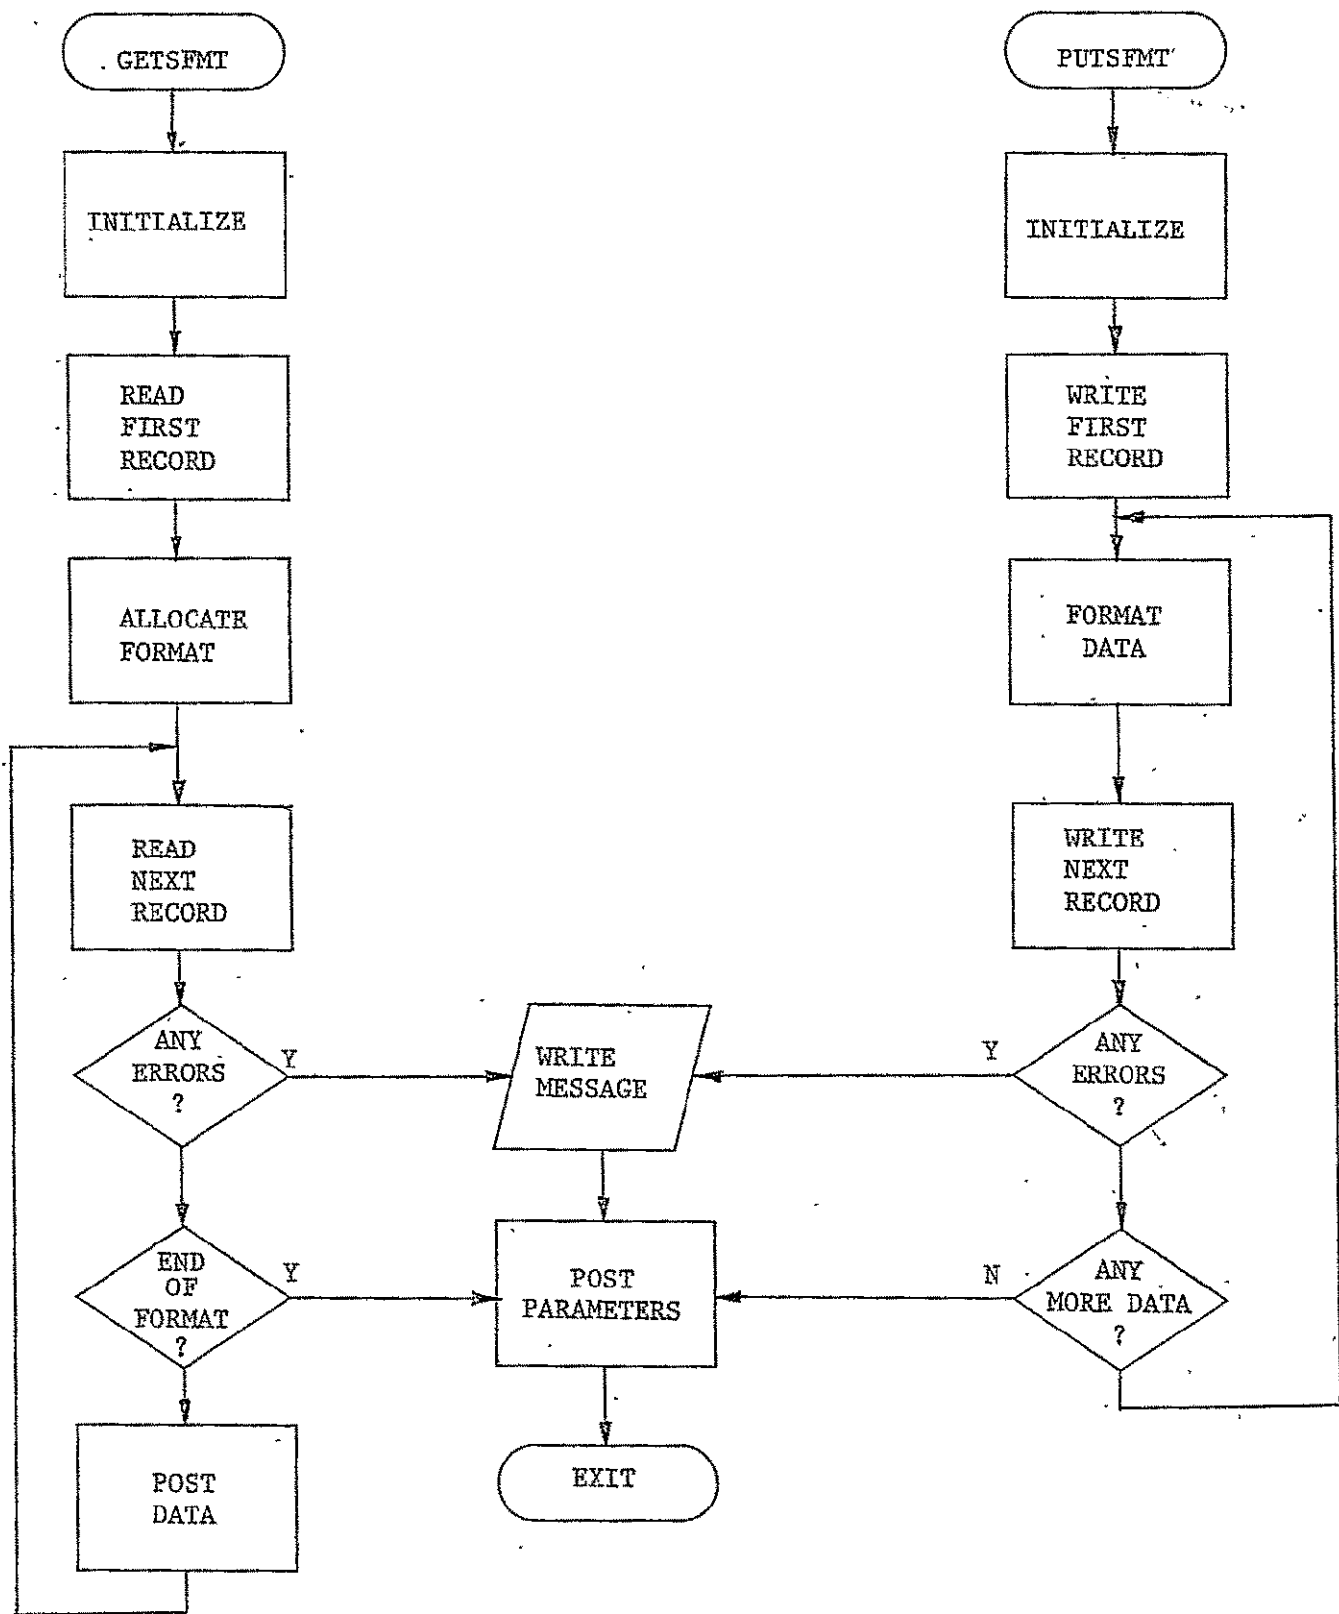 GETSFMT
INITIALIZE
READ
FIRST
RECORD
ALLOCATE
FORMAT
READ
NEXT
RECORD
ANY
ERRORS
?
Y
END
OF
FORMAT
?
Y
POST
DATA
WRITE
MESSAGE
POST
PARAMETERS
EXIT
PUTSFMT
INITIALIZE
WRITE
FIRST
RECORD
FORMAT
DATA
WRITE
NEXT
RECORD
Y
ANY
ERRORS
?
N
ANY
MORE DATA
?